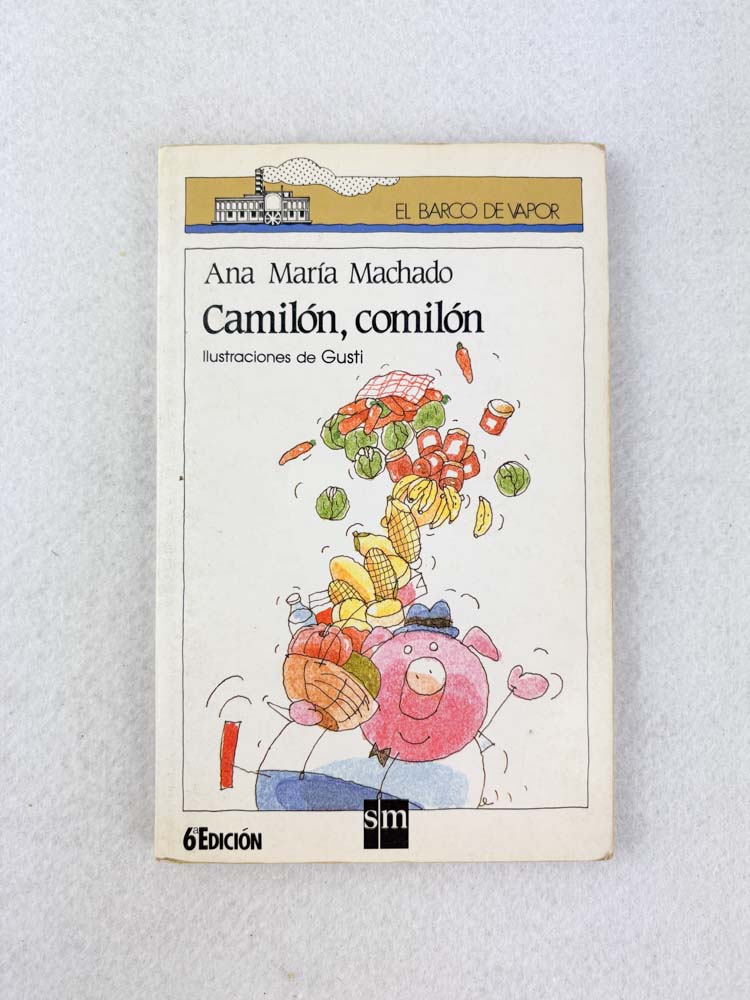 EL BARCO DE VAPOR
Ana María Machado
Camilón, comilón
Ilustraciones de Gusti
6ª EDICIÓN
sm